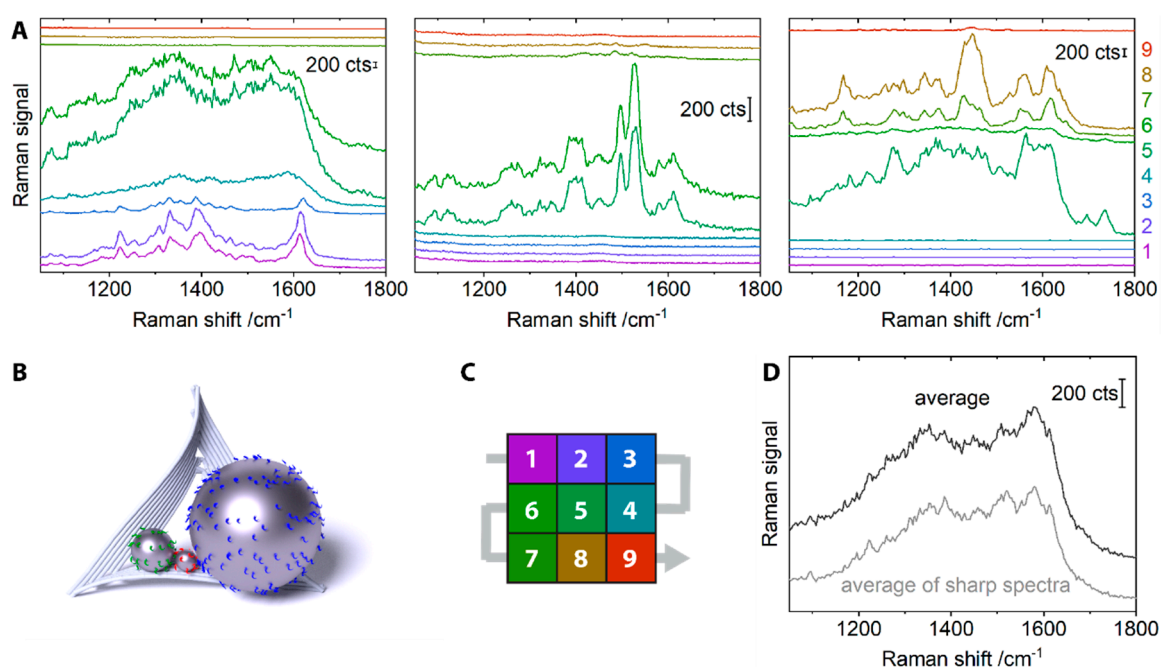 A
Raman signal
200 cts
1200 1400 1600 1800
Raman shift /cm-1
200 cts
1200 1400 1600 1800
Raman shift /cm-1
200 cts
9
8
7
6
5
4
3
2
1
1200 1400 1600 1800
Raman shift /cm-1
B
C
1 2 3
6 5 4
7 8 9
D
Raman signal
200 cts
average
average of sharp spectra
1200 1400 1600 1800
Raman shift /cm-1